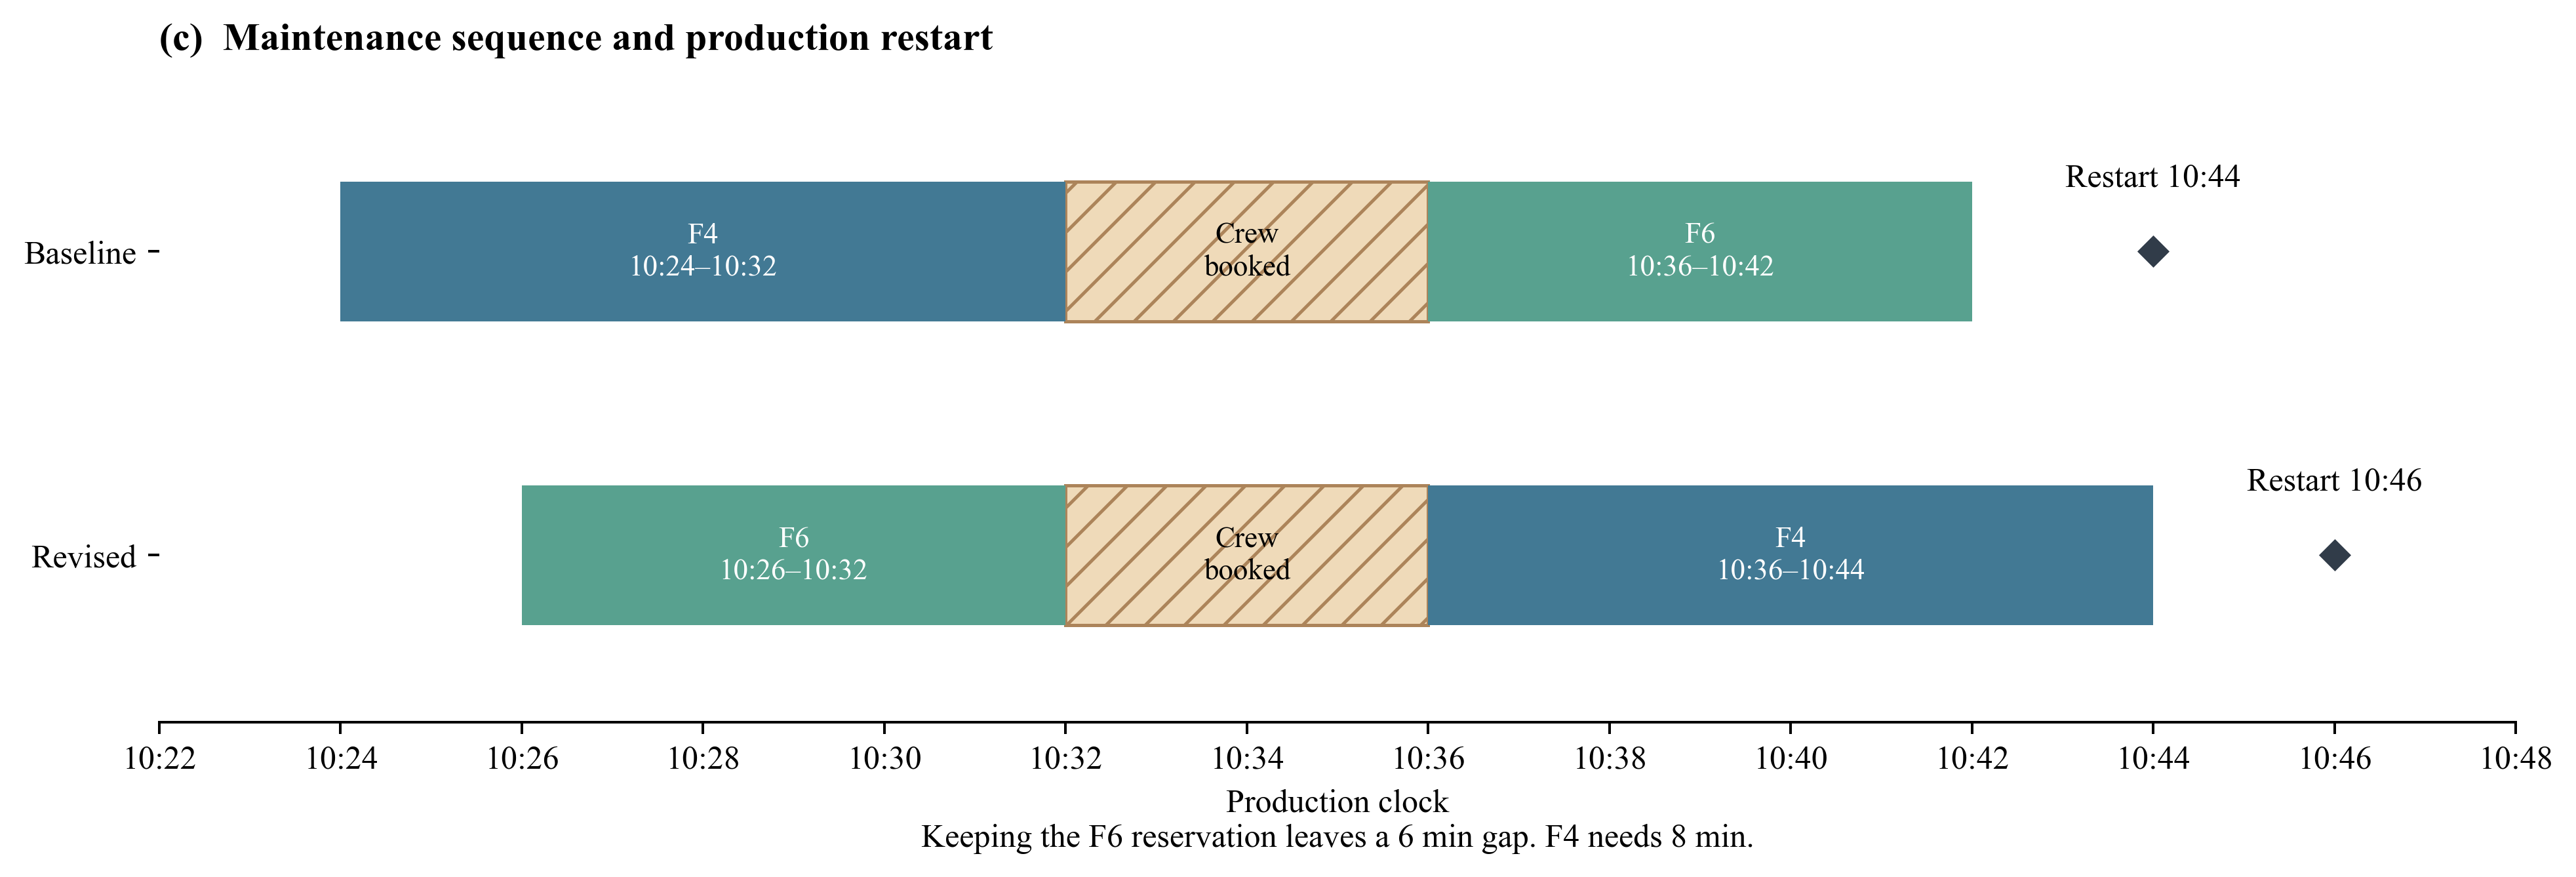 (c) Maintenance sequence and production restart
Restart 10:44
Baseline
F4
10:24–10:32
Crew
booked
F6
10:36–10:42
Restart 10:46
Revised
F6
10:26–10:32
Crew
booked
F4
10:36–10:44
10:22 10:24 10:26 10:28 10:30 10:32 10:34 10:36 10:38 10:40 10:42 10:44 10:46 10:48
Production clock
Keeping the F6 reservation leaves a 6 min gap. F4 needs 8 min.